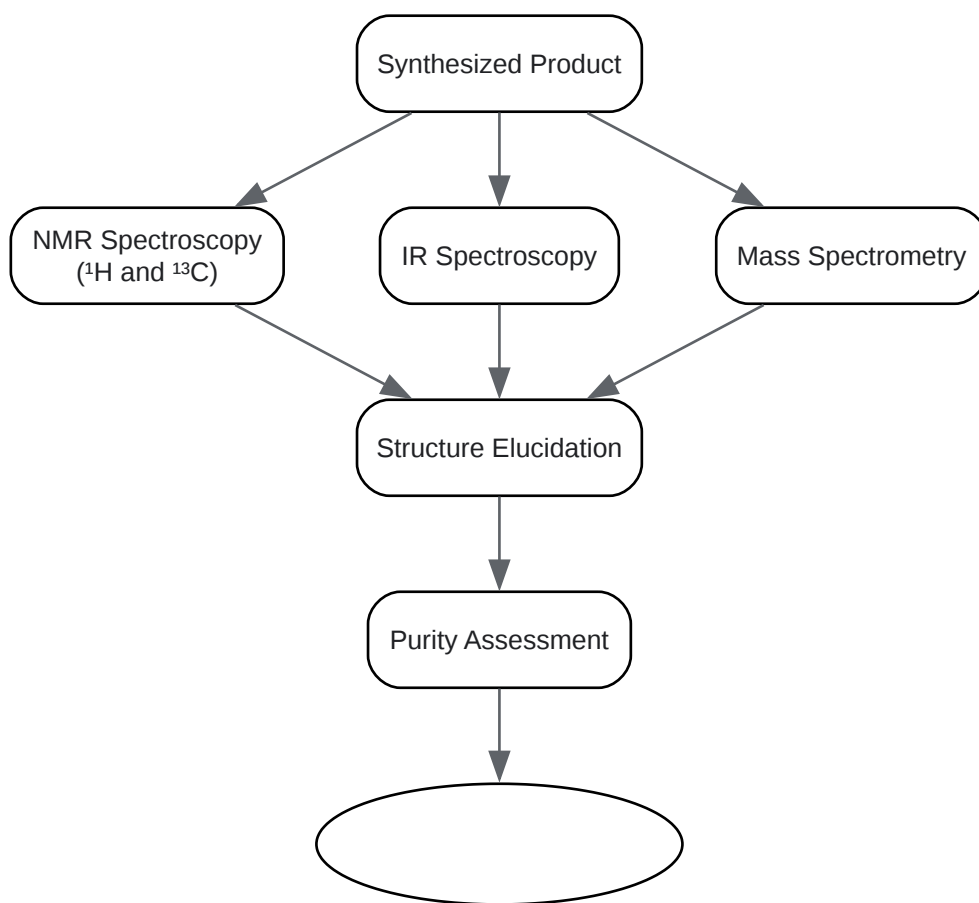 Synthesized Product
NMR Spectroscopy
(¹H and ¹³C)
IR Spectroscopy
Mass Spectrometry
Structure Elucidation
Purity Assessment